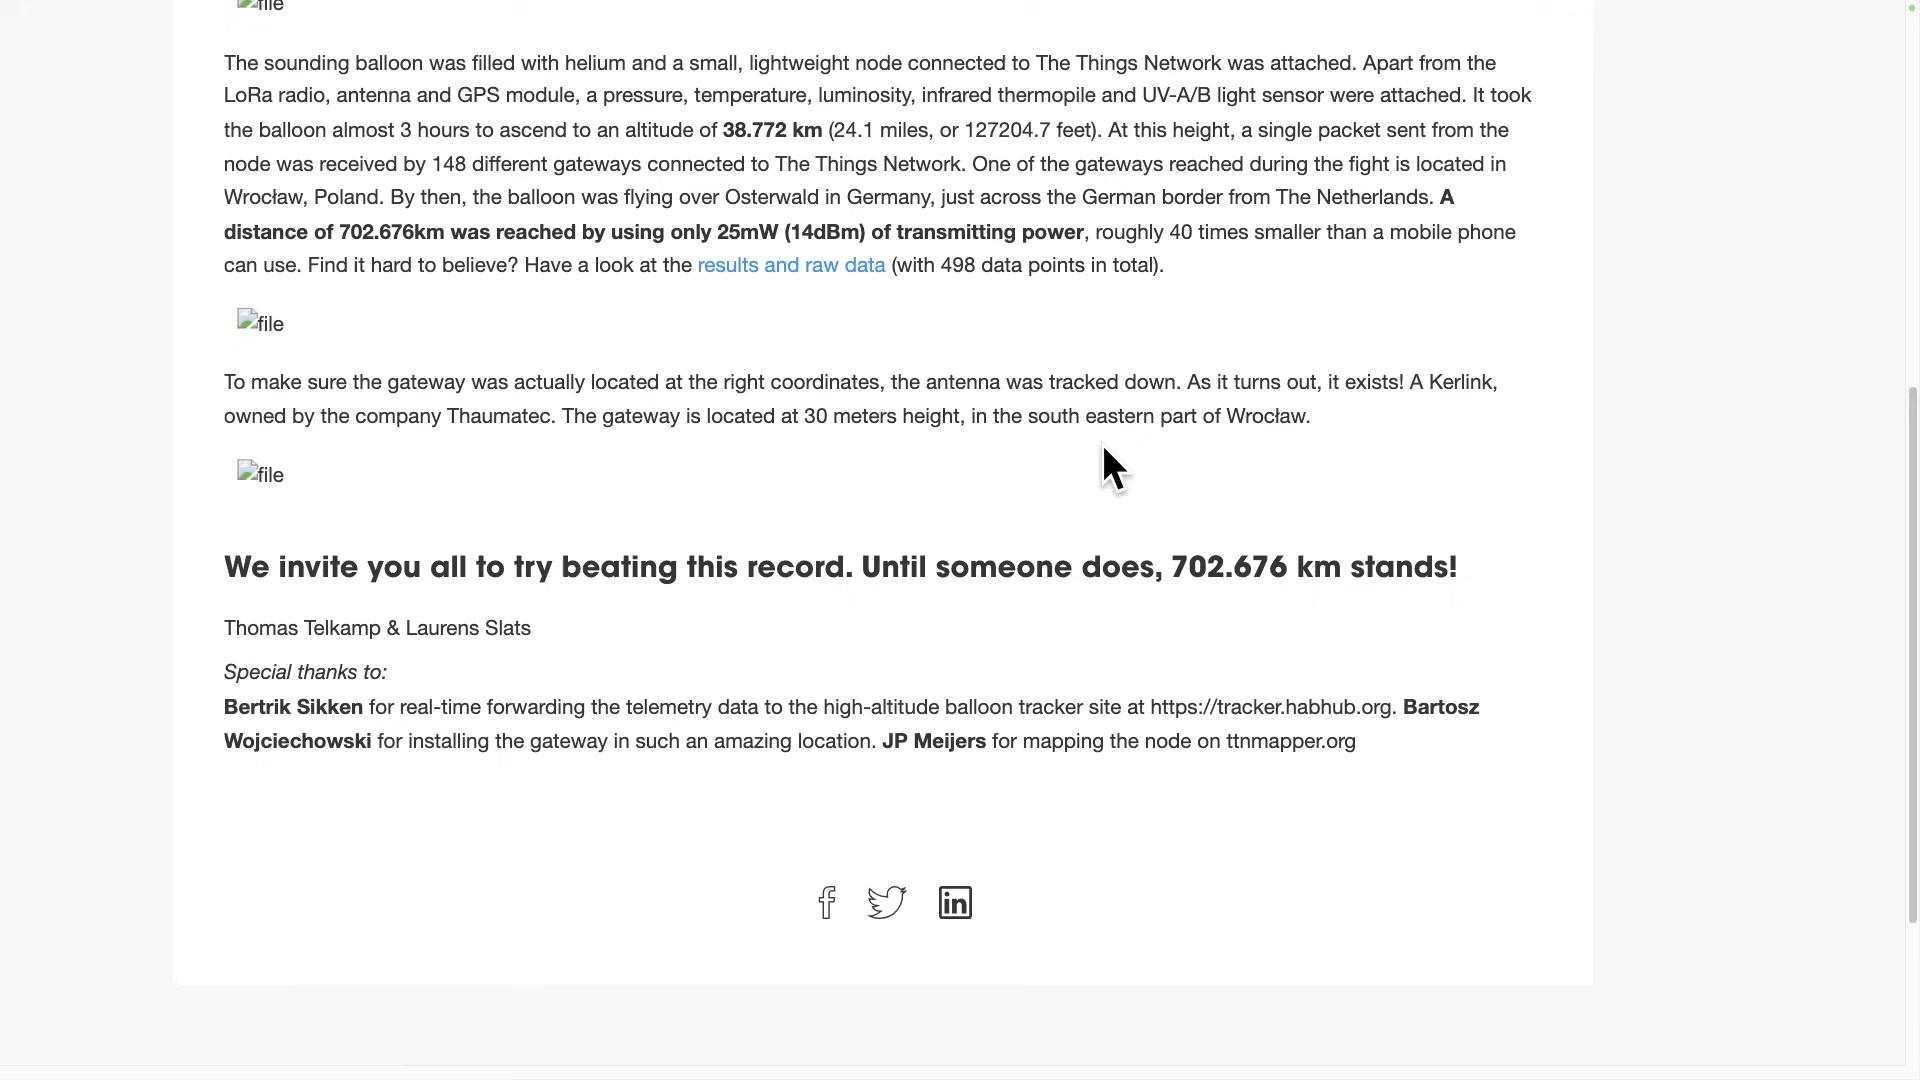 file
The sounding balloon was filled with helium and a small, lightweight node connected to The Things Network was attached. Apart from the
LoRa radio, antenna and GPS module, a pressure, temperature, luminosity, infrared thermopile and UV-A/B light sensor were attached. It took
the balloon almost 3 hours to ascend to an altitude of 38.772 km (24.1 miles, or 127204.7 feet). At this height, a single packet sent from the
node was received by 148 different gateways connected to The Things Network. One of the gateways reached during the fight is located in
Wrocław, Poland. By then, the balloon was flying over Osterwald in Germany, just across the German border from The Netherlands. A
distance of 702.676km was reached by using only 25mW (14dBm) of transmitting power, roughly 40 times smaller than a mobile phone
can use. Find it hard to believe? Have a look at the results and raw data (with 498 data points in total).
file
To make sure the gateway was actually located at the right coordinates, the antenna was tracked down. As it turns out, it exists! A Kerlink,
owned by the company Thaumatec. The gateway is located at 30 meters height, in the south eastern part of Wrocław.
file
We invite you all to try beating this record. Until someone does, 702.676 km stands!
Thomas Telkamp & Laurens Slats
Special thanks to:
Bertrik Sikken for real-time forwarding the telemetry data to the high-altitude balloon tracker site at https://tracker.habhub.org. Bartosz
Wojciechowski for installing the gateway in such an amazing location. JP Meijers for mapping the node on ttnmapper.org
f
in